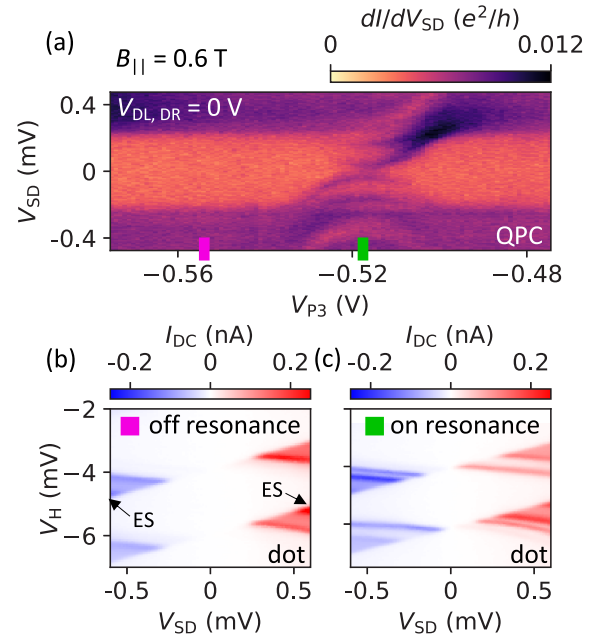 (a)
B|| = 0.6 T
dI/dVSD (e²/h)
0 0.012
VDL, DR = 0 V
VSD (mV)
0.4
0
−0.4
QPC
−0.56 −0.52 −0.48
VP3 (V)
IDC (nA) IDC (nA)
(b) −0.2 0 0.2 (c) −0.2 0 0.2
VH (mV)
−2
−4
−6
off resonance on resonance
ES
ES
dot dot
−0.5 0.0 0.5 −0.5 0.0 0.5
VSD (mV) VSD (mV)